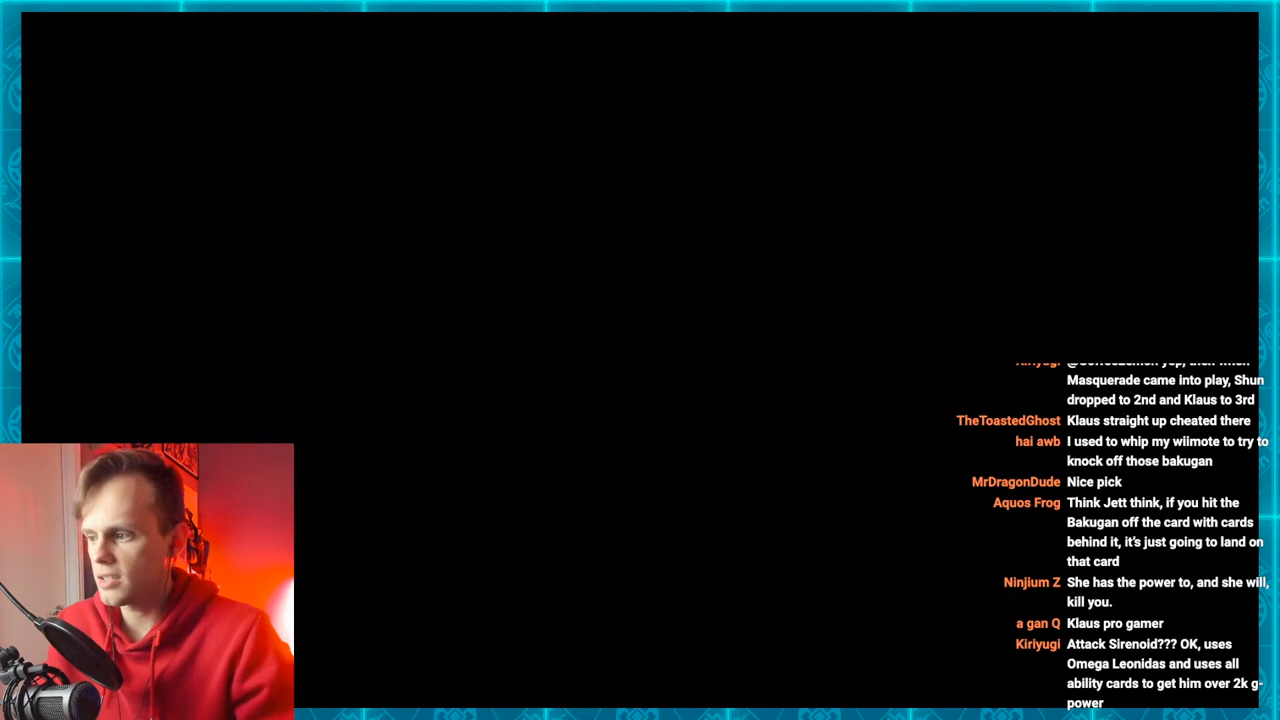 Masquerade came into play, Shun
dropped to 2nd and Klaus to 3rd
TheToastedGhost Klaus straight up cheated there
hai awb I used to whip my wiimote to try to
knock off those bakugan
MrDragonDude Nice pick
Aquos Frog Think Jett think, if you hit the
Bakugan off the card with cards
behind it, it's just going to land on
that card
Ninjium Z She has the power to, and she will,
kill you.
a gan Q Klaus pro gamer
Kiriyugi Attack Sirenoid??? OK, uses
Omega Leonidas and uses all
ability cards to get him over 2k g-
power